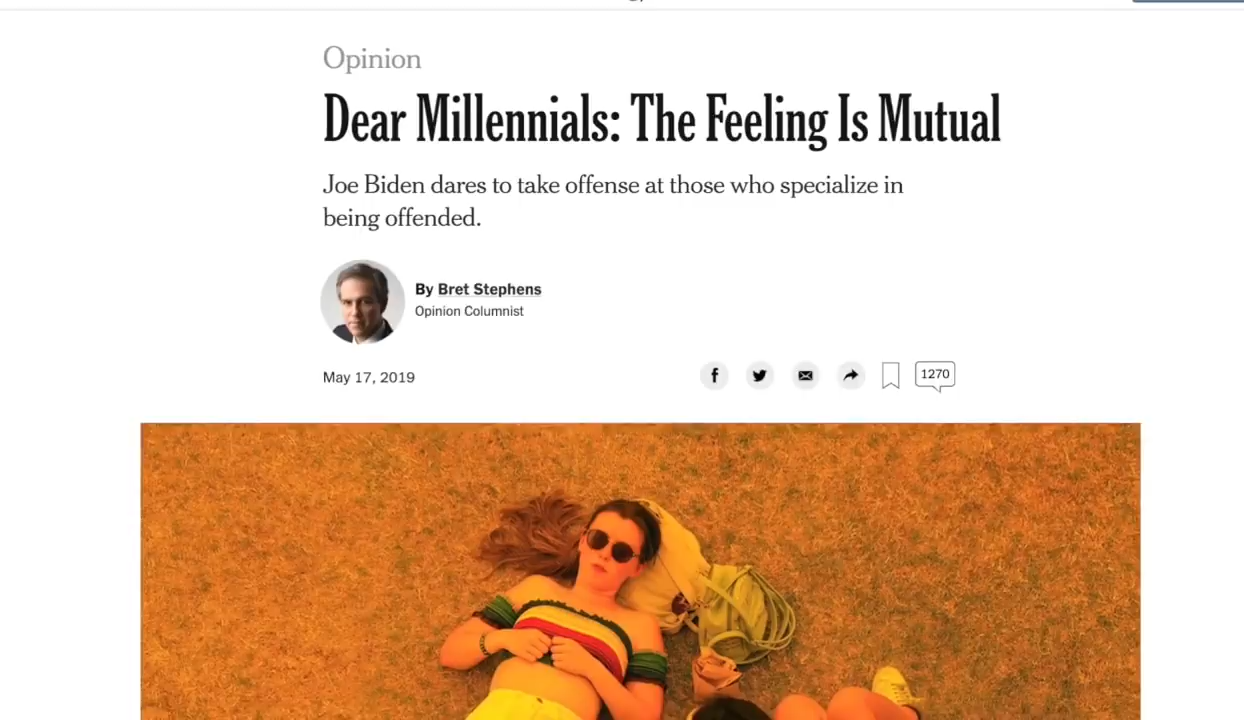 Opinion
Dear Millennials: The Feeling Is Mutual
Joe Biden dares to take offense at those who specialize in
being offended.
By Bret Stephens
Opinion Columnist
May 17, 2019
1270